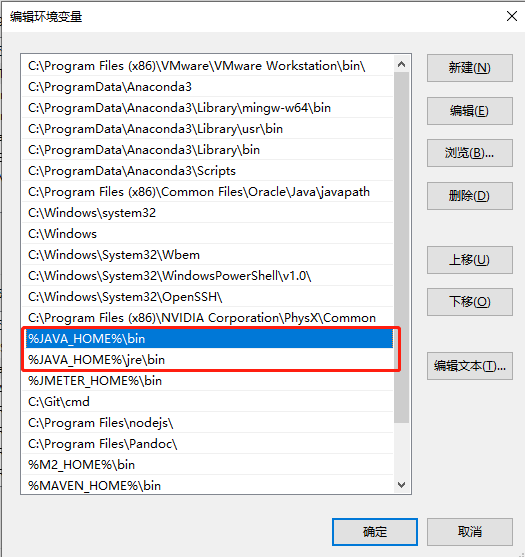 编辑环境变量
C:\Program Files (x86)\VMware\VMware Workstation\bin\
C:\ProgramData\Anaconda3
C:\ProgramData\Anaconda3\Library\mingw-w64\bin
C:\ProgramData\Anaconda3\Library\usr\bin
C:\ProgramData\Anaconda3\Library\bin
C:\ProgramData\Anaconda3\Scripts
C:\Program Files (x86)\Common Files\Oracle\Java\javapath
C:\Windows\system32
C:\Windows
C:\Windows\System32\Wbem
C:\Windows\System32\WindowsPowerShell\v1.0\
C:\Windows\System32\OpenSSH\
C:\Program Files (x86)\NVIDIA Corporation\PhysX\Common
%JAVA_HOME%\bin
%JAVA_HOME%\jre\bin
%JMETER_HOME%\bin
C:\Git\cmd
C:\Program Files\nodejs\
C:\Program Files\Pandoc\
%M2_HOME%\bin
%MAVEN_HOME%\bin
新建(N)
编辑(E)
浏览(B)...
删除(D)
上移(U)
下移(O)
编辑文本(T)...
确定
取消